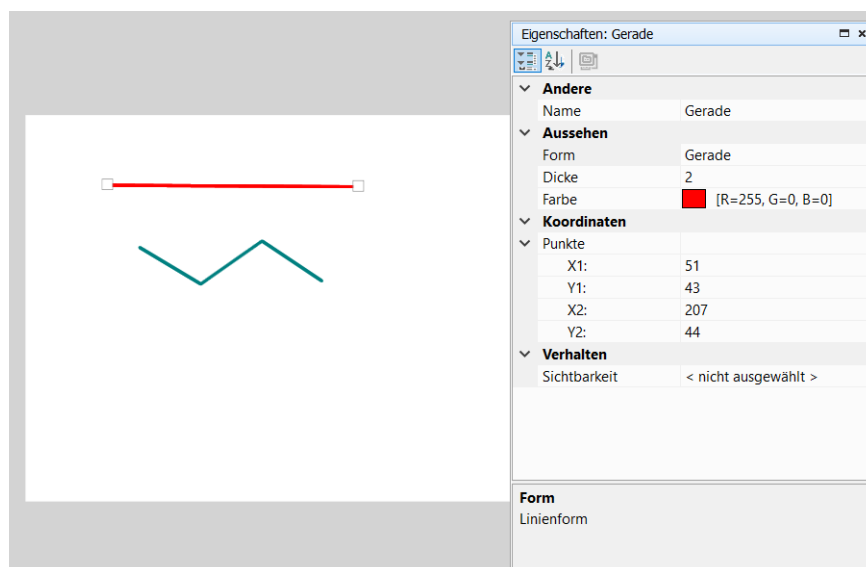 Eigenschaften: Gerade
Andere
Name Gerade
Aussehen
Form Gerade
Dicke 2
Farbe [R=255, G=0, B=0]
Koordinaten
Punkte
X1: 51
Y1: 43
X2: 207
Y2: 44
Verhalten
Sichtbarkeit < nicht ausgewählt >
Form
Linienform